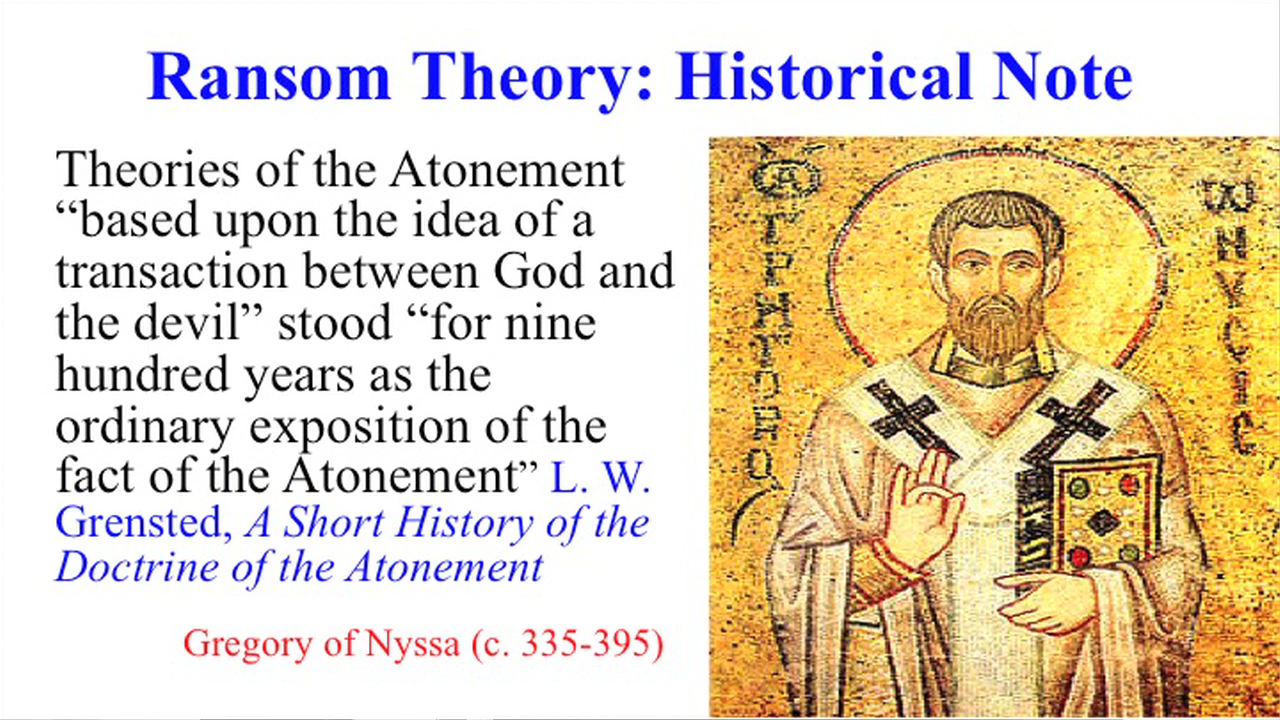 Ransom Theory: Historical Note
Theories of the Atonement
“based upon the idea of a
transaction between God and
the devil” stood “for nine
hundred years as the
ordinary exposition of the
fact of the Atonement” L. W.
Grensted, A Short History of the
Doctrine of the Atonement
Gregory of Nyssa (c. 335-395)